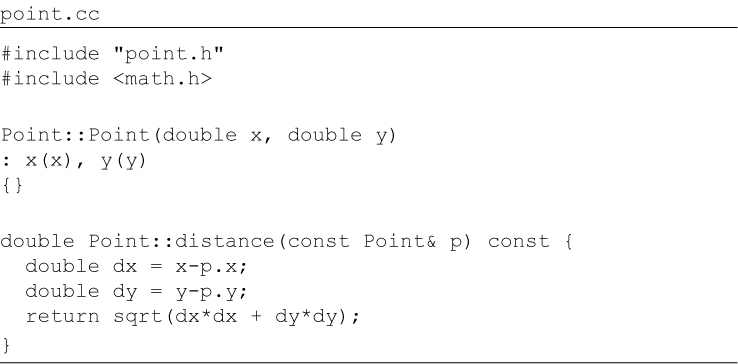 point.cc
#include "point.h"
#include <math.h>
Point::Point(double x, double y)
: x(x), y(y)
{}
double Point::distance(const Point& p) const {
  double dx = x-p.x;
  double dy = y-p.y;
  return sqrt(dx*dx + dy*dy);
}